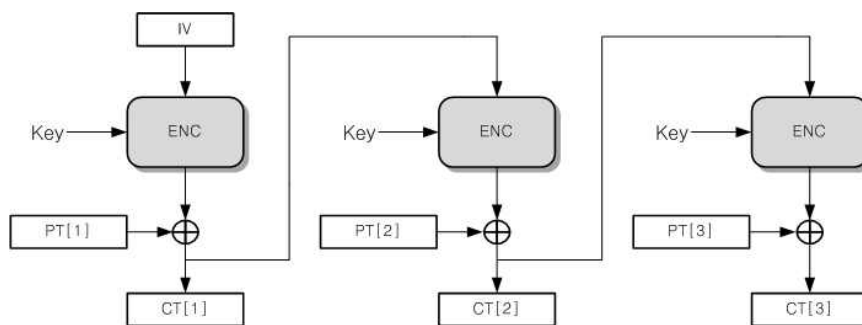 IV
Key
ENC
Key
ENC
Key
ENC
PT[1]
PT[2]
PT[3]
CT[1]
CT[2]
CT[3]